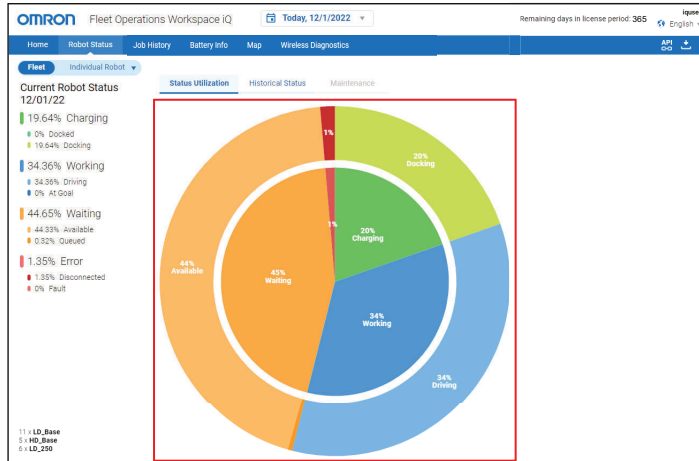 OMRON Fleet Operations Workspace iQ
Today, 12/1/2022
Remaining days in license period: 365
iquse
English
Home Robot Status Job History Battery Info Map Wireless Diagnostics
API
Fleet Individual Robot
Status Utilization Historical Status Maintenance
Current Robot Status
12/01/22
19.64% Charging
0% Docked
19.64% Docking
34.36% Working
34.36% Driving
0% At Goal
44.65% Waiting
44.33% Available
0.32% Queued
1.35% Error
1.35% Disconnected
0% Fault
1%
20%
Docking
1%
20%
Charging
44%
Available
45%
Waiting
34%
Working
34%
Driving
11 x LD_Base
5 x HD_Base
6 x LD_250